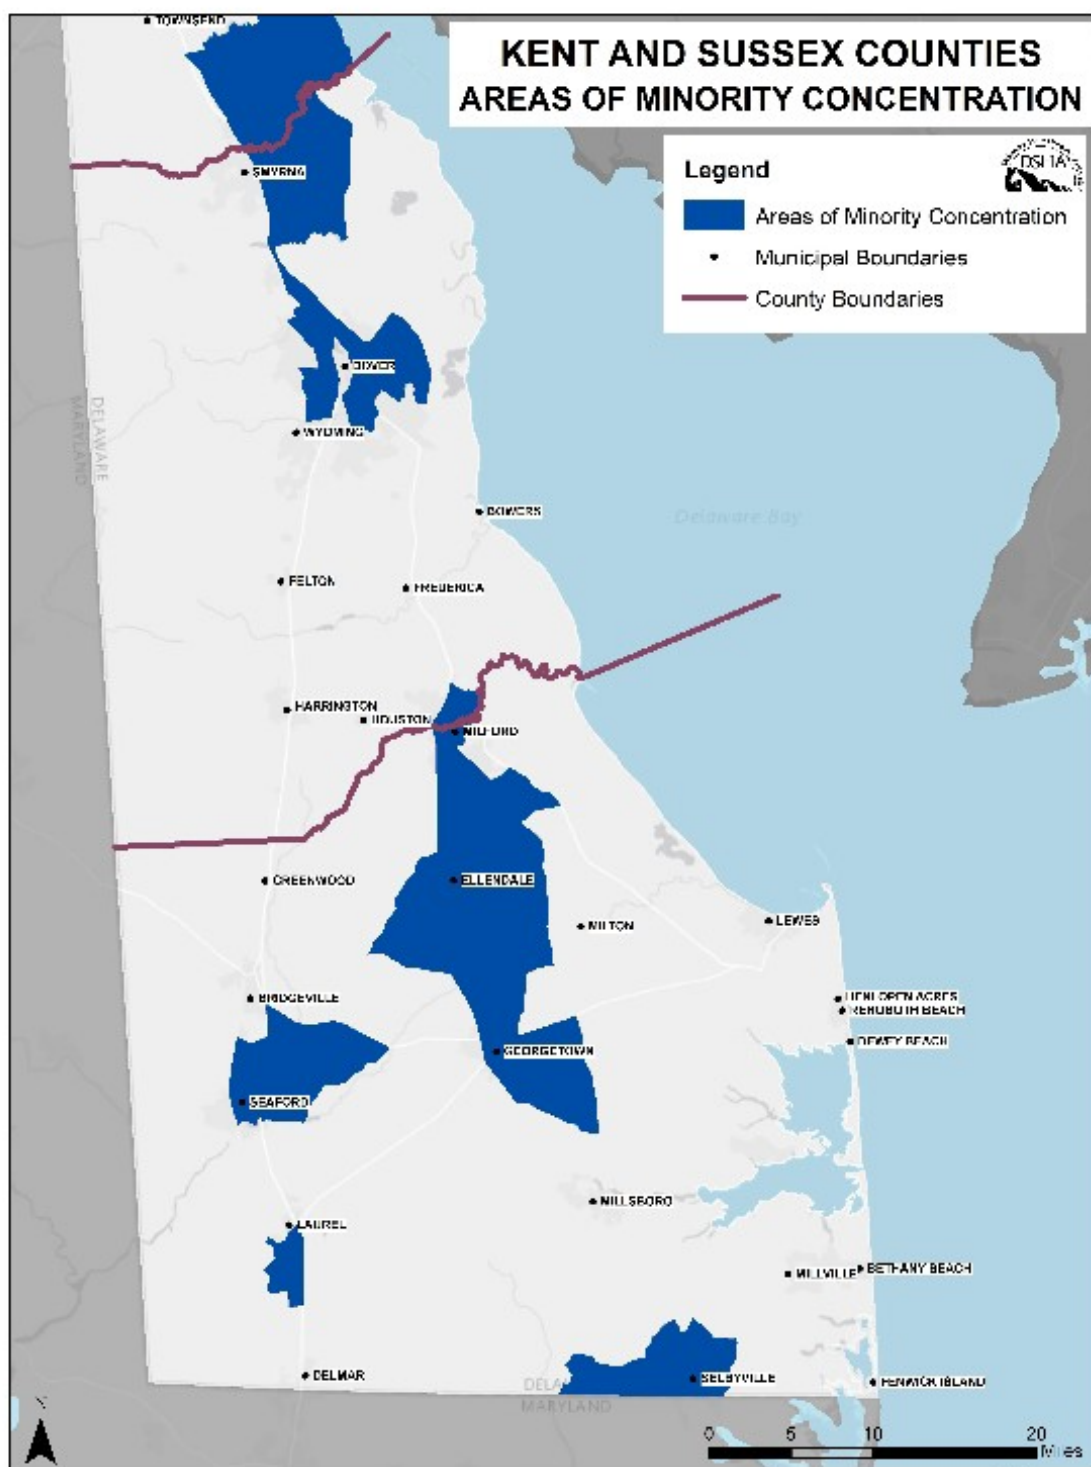 TOWNSEND
KENT AND SUSSEX COUNTIES
AREAS OF MINORITY CONCENTRATION
Legend
DSHA
Areas of Minority Concentration
Municipal Boundaries
County Boundaries
SMYRNA
DOVER
DELAWARE
MARYLAND
WYOMING
BOWERS
Delaware Bay
FELTON
FREDERICA
HARRINGTON
HOUSTON
MILFORD
GREENWOOD
ELLENDALE
MILTON
LEWES
BRIDGEVILLE
HENLOPEN ACRES
REHOBOTH BEACH
DEWEY BEACH
GEORGETOWN
SEAFORD
MILLSBORO
LAUREL
MILLVILLE
BETHANY BEACH
DELMAR
SELBYVILLE
FENWICK ISLAND
MARYLAND
N
0 5 10 20
Miles